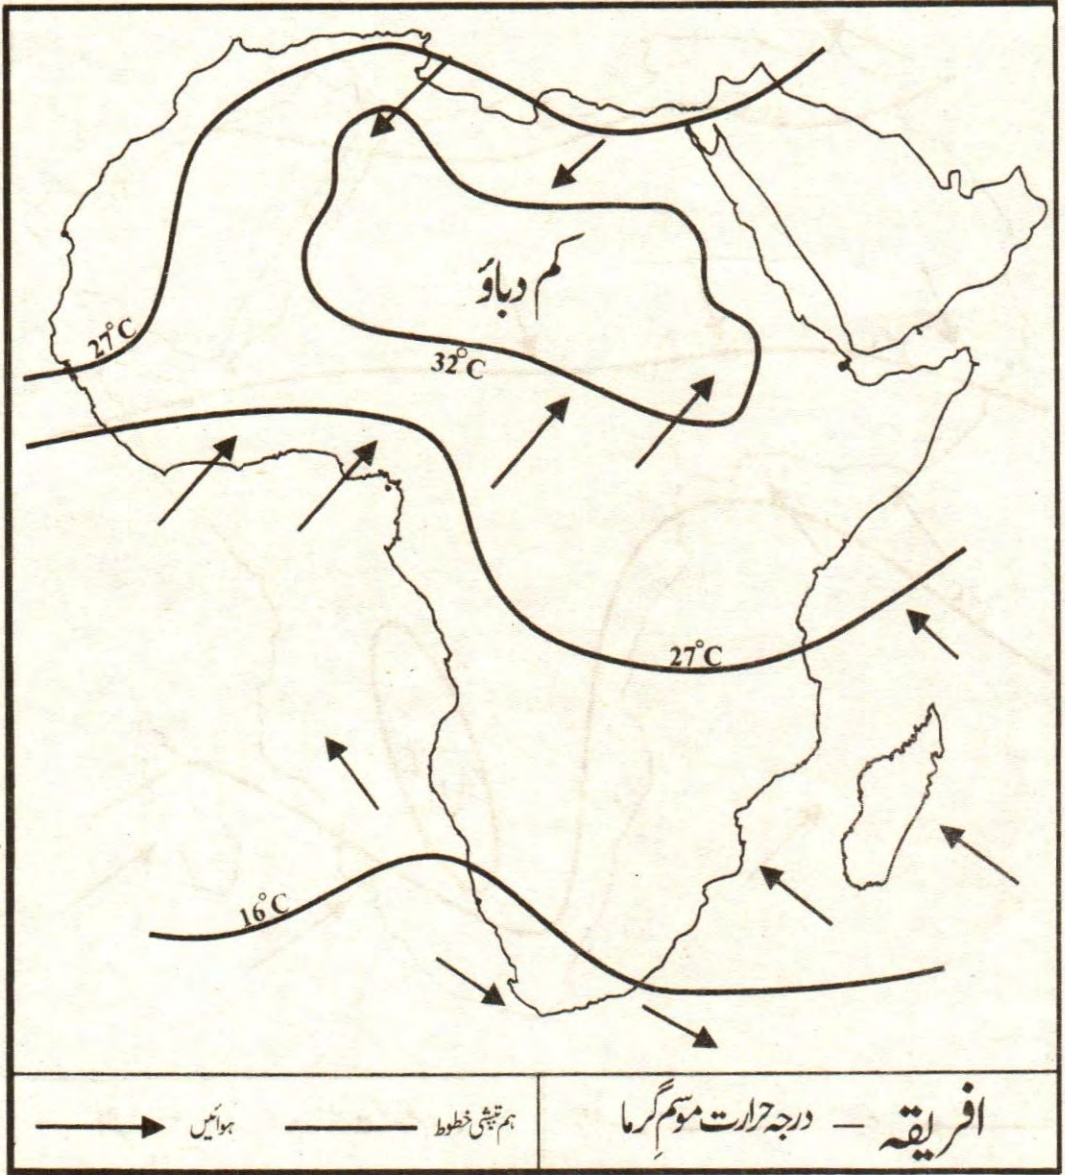 کم دباؤ
27°C
32°C
27°C
16°C
افریقہ – درجہ حرارت موسمِ گرما
ہم تپشی خطوط
ہوائیں